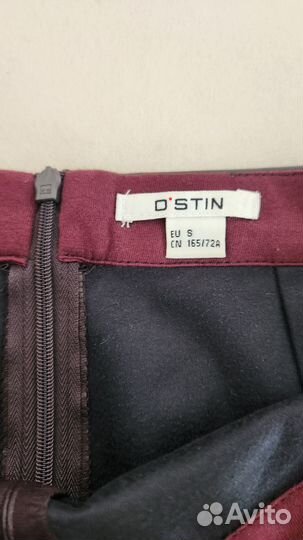 O'STIN
EU S
CN 165/72A
Avito